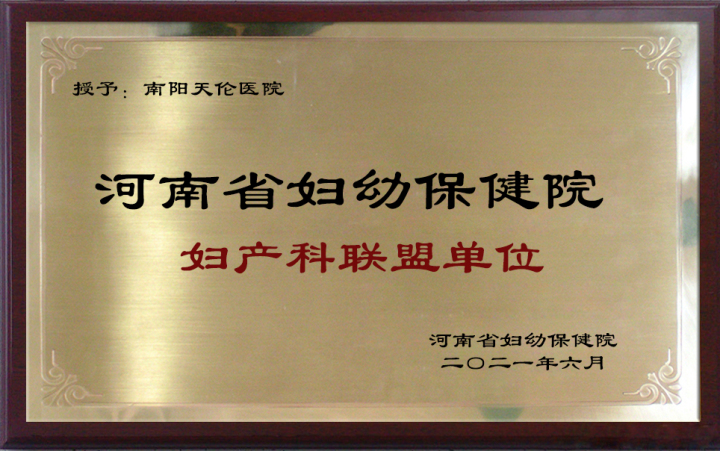 授予：南阳天伦医院
河南省妇幼保健院
妇产科联盟单位
河南省妇幼保健院
二〇二一年六月